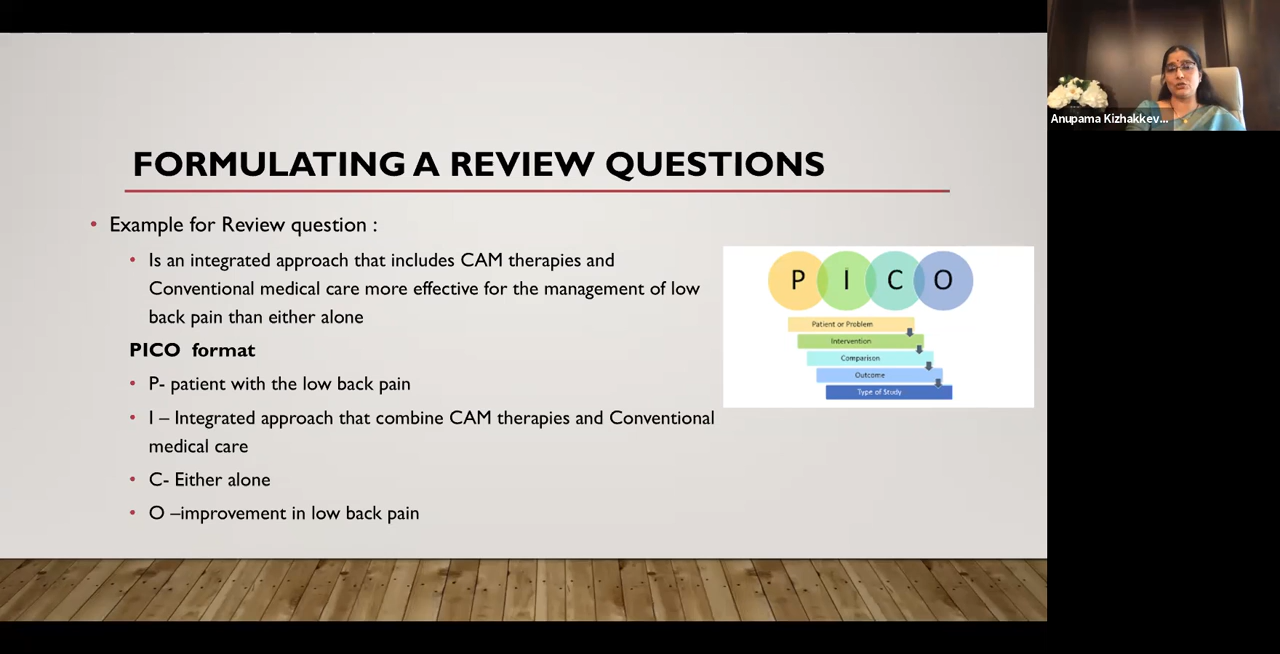 FORMULATING A REVIEW QUESTIONS
• Example for Review question :
• Is an integrated approach that includes CAM therapies and
Conventional medical care more effective for the management of low
back pain than either alone
PICO format
• P- patient with the low back pain
• I – Integrated approach that combine CAM therapies and Conventional
medical care
• C- Either alone
• O –improvement in low back pain
P I C O
Patient or Problem
Intervention
Comparison
Outcome
Type of Study
Anupama Kizhakkev...